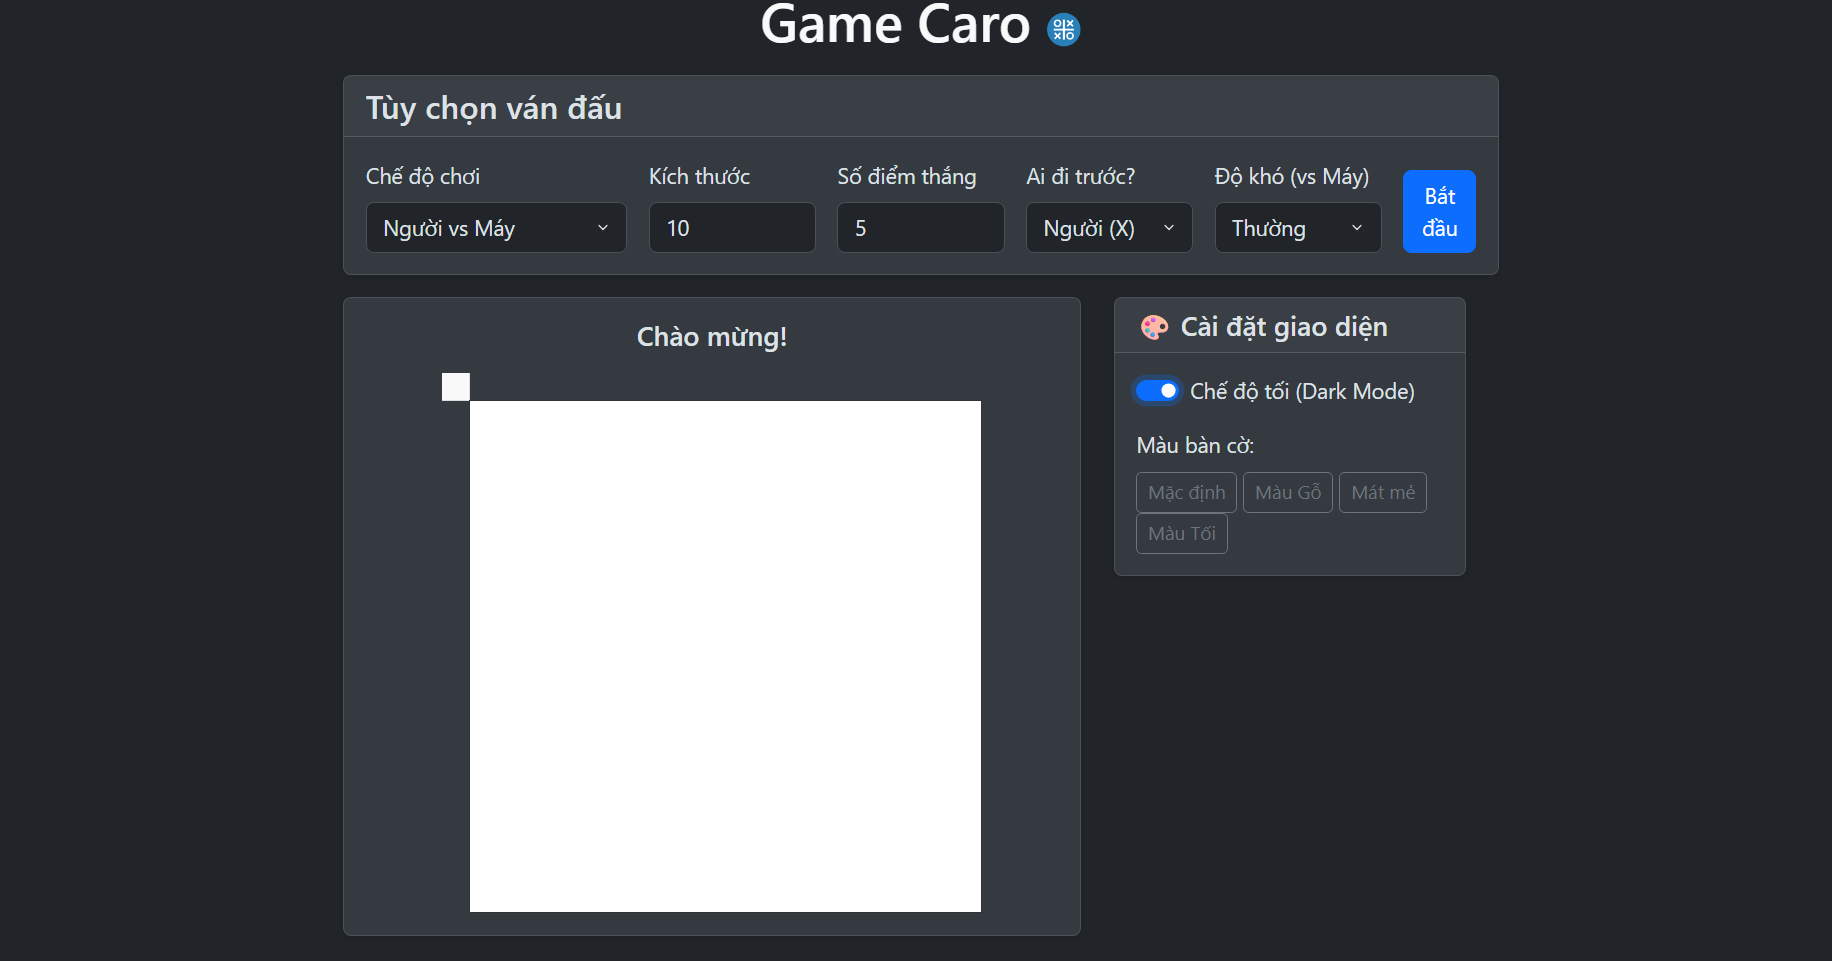 Game Caro
Tùy chọn ván đấu
Chế độ chơi
Kích thước
Số điểm thắng
Ai đi trước?
Độ khó (vs Máy)
Người vs Máy
10
5
Người (X)
Thường
Bắt
đầu
Chào mừng!
Cài đặt giao diện
Chế độ tối (Dark Mode)
Màu bàn cờ:
Mặc định
Màu Gỗ
Mát mẻ
Màu Tối